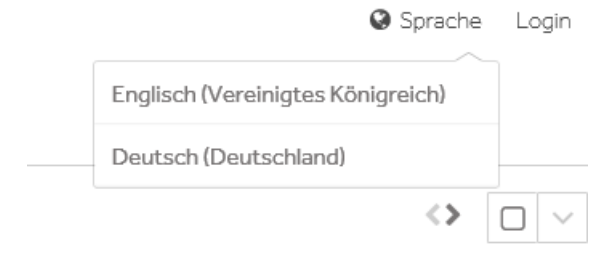 Sprache Login
Englisch (Vereinigtes Königreich)
Deutsch (Deutschland)